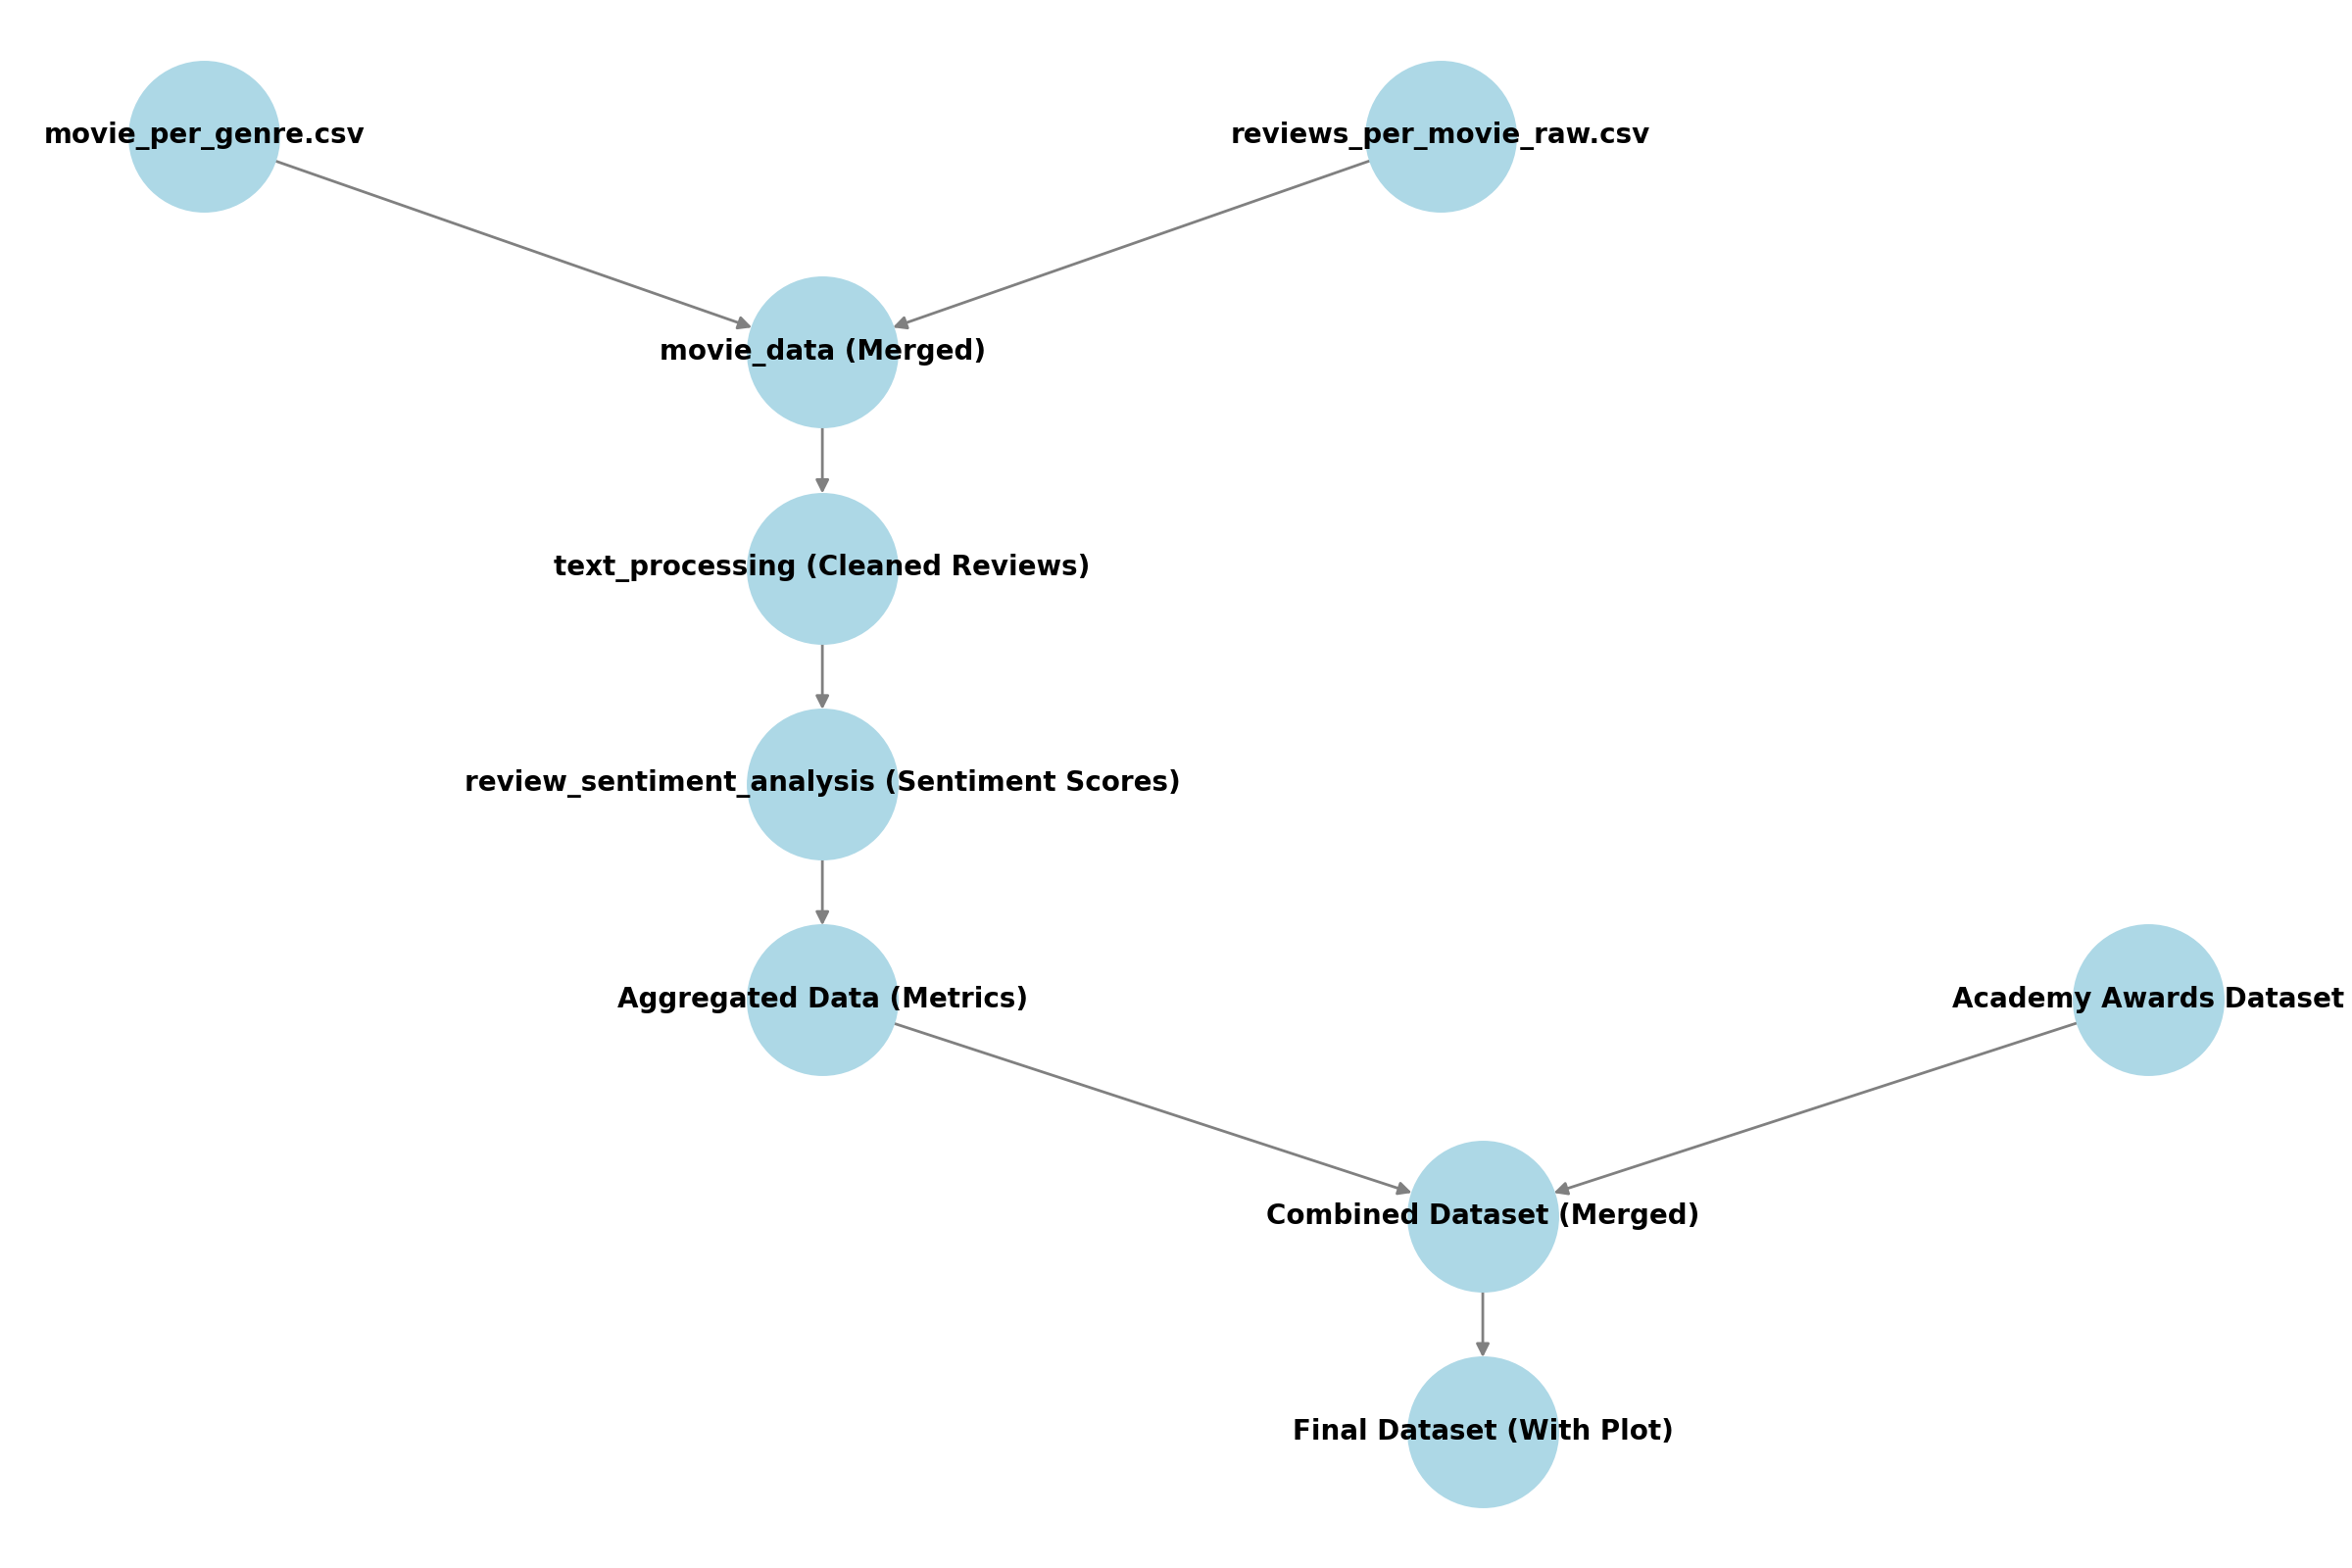 movie_per_genre.csv
reviews_per_movie_raw.csv
movie_data (Merged)
text_processing (Cleaned Reviews)
review_sentiment_analysis (Sentiment Scores)
Aggregated Data (Metrics)
Academy Awards Dataset
Combined Dataset (Merged)
Final Dataset (With Plot)